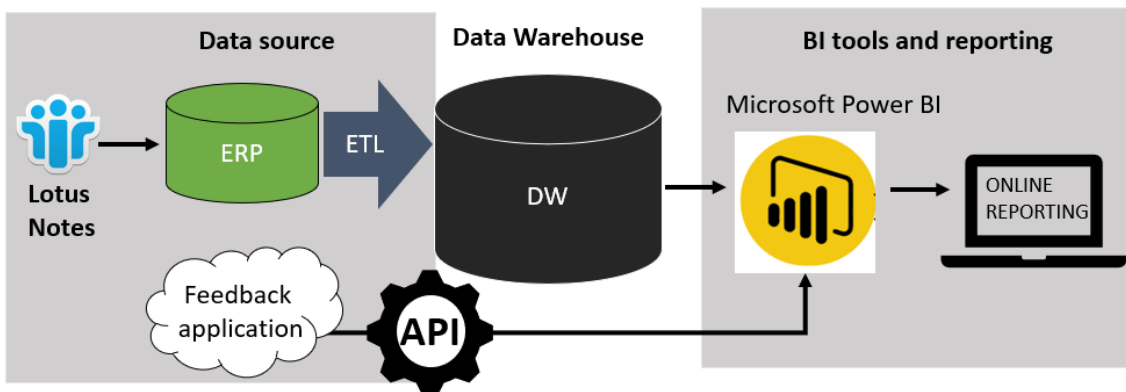 Data source
Data Warehouse
BI tools and reporting
Lotus
Notes
ERP
ETL
DW
Microsoft Power BI
ONLINE
REPORTING
Feedback
application
API